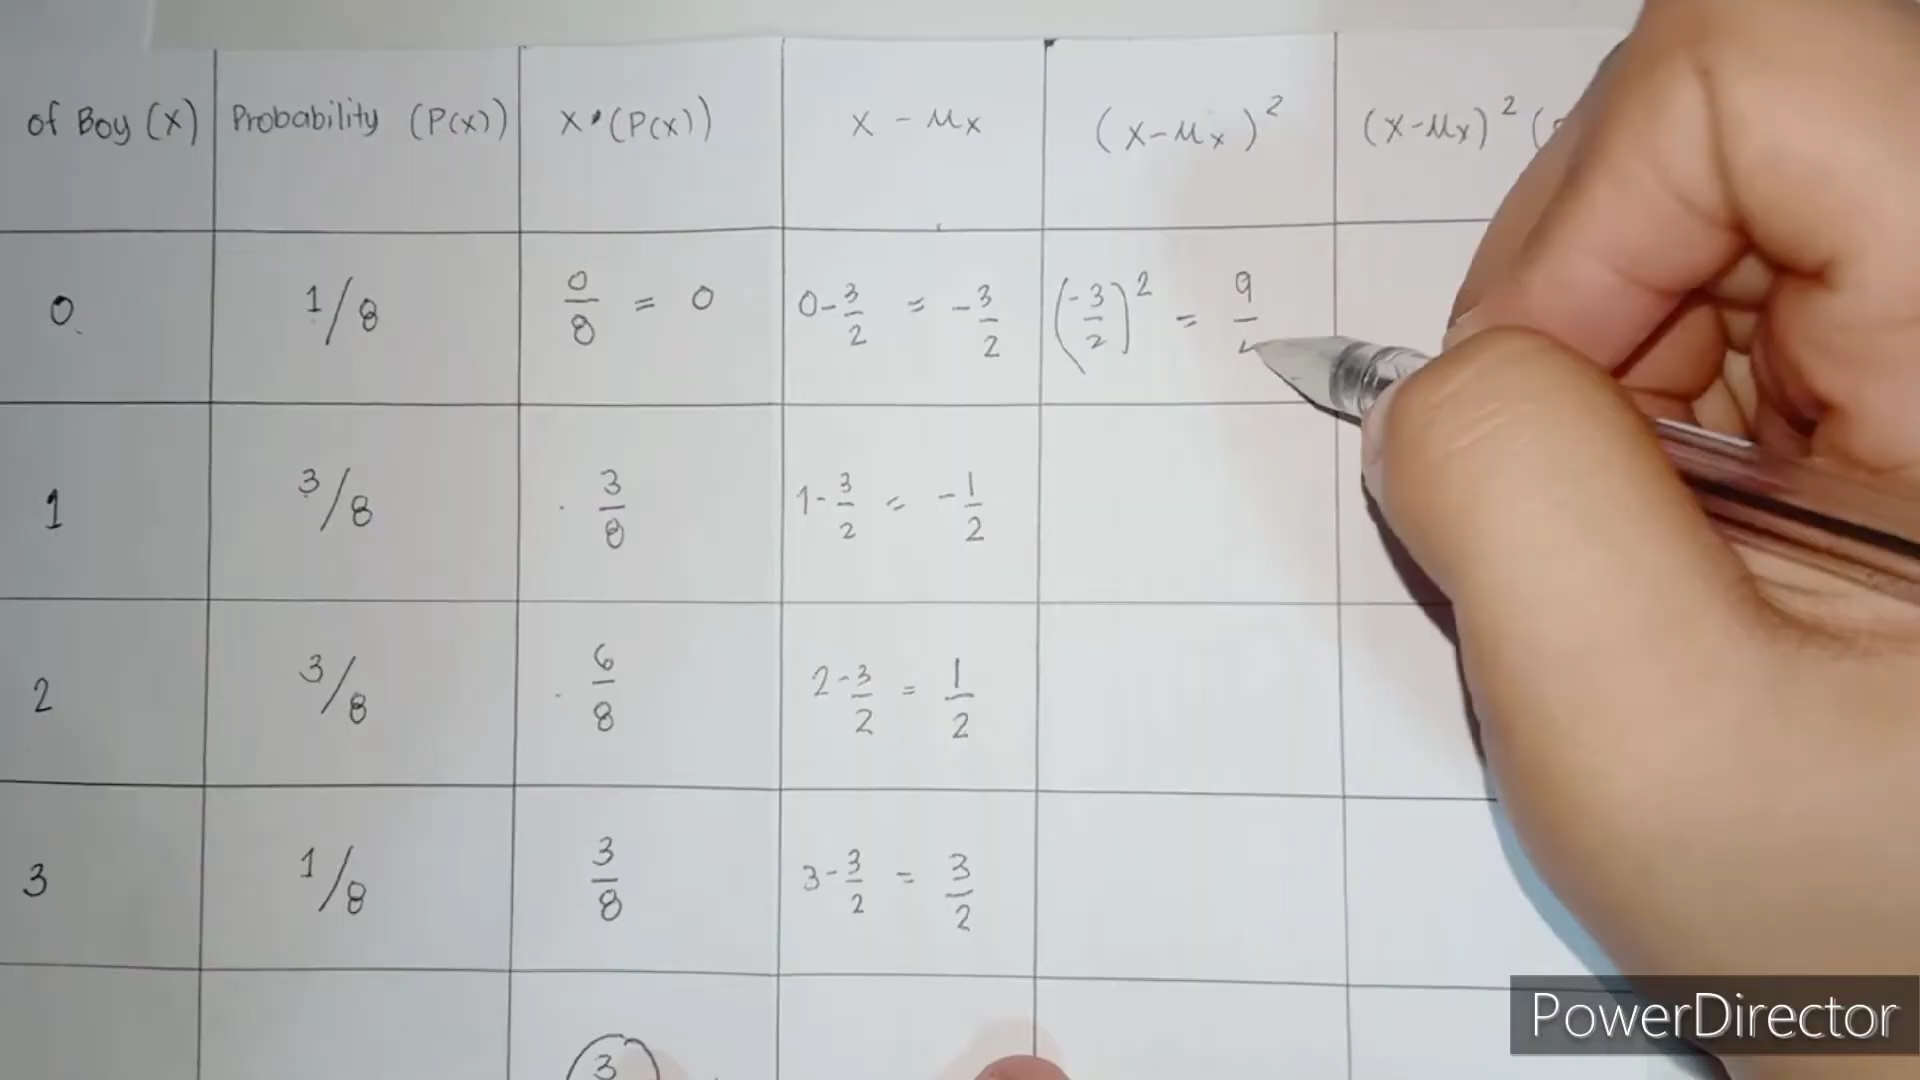 of Boy (X) Probability (P(X)) X•(P(X)) X - μx (X-μx)² (X-μx)² (
0 1/8 0/8 = 0 0-3/2 = -3/2 (-3/2)² = 9/
1 3/8 3/8 1-3/2 = -1/2
2 3/8 6/8 2-3/2 = 1/2
3 1/8 3/8 3-3/2 = 3/2
3
PowerDirector